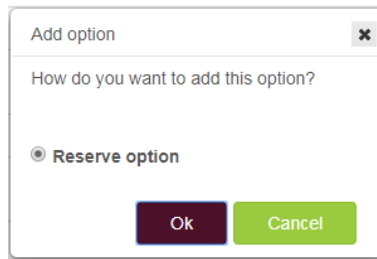 Add option
How do you want to add this option?
Reserve option
Ok
Cancel